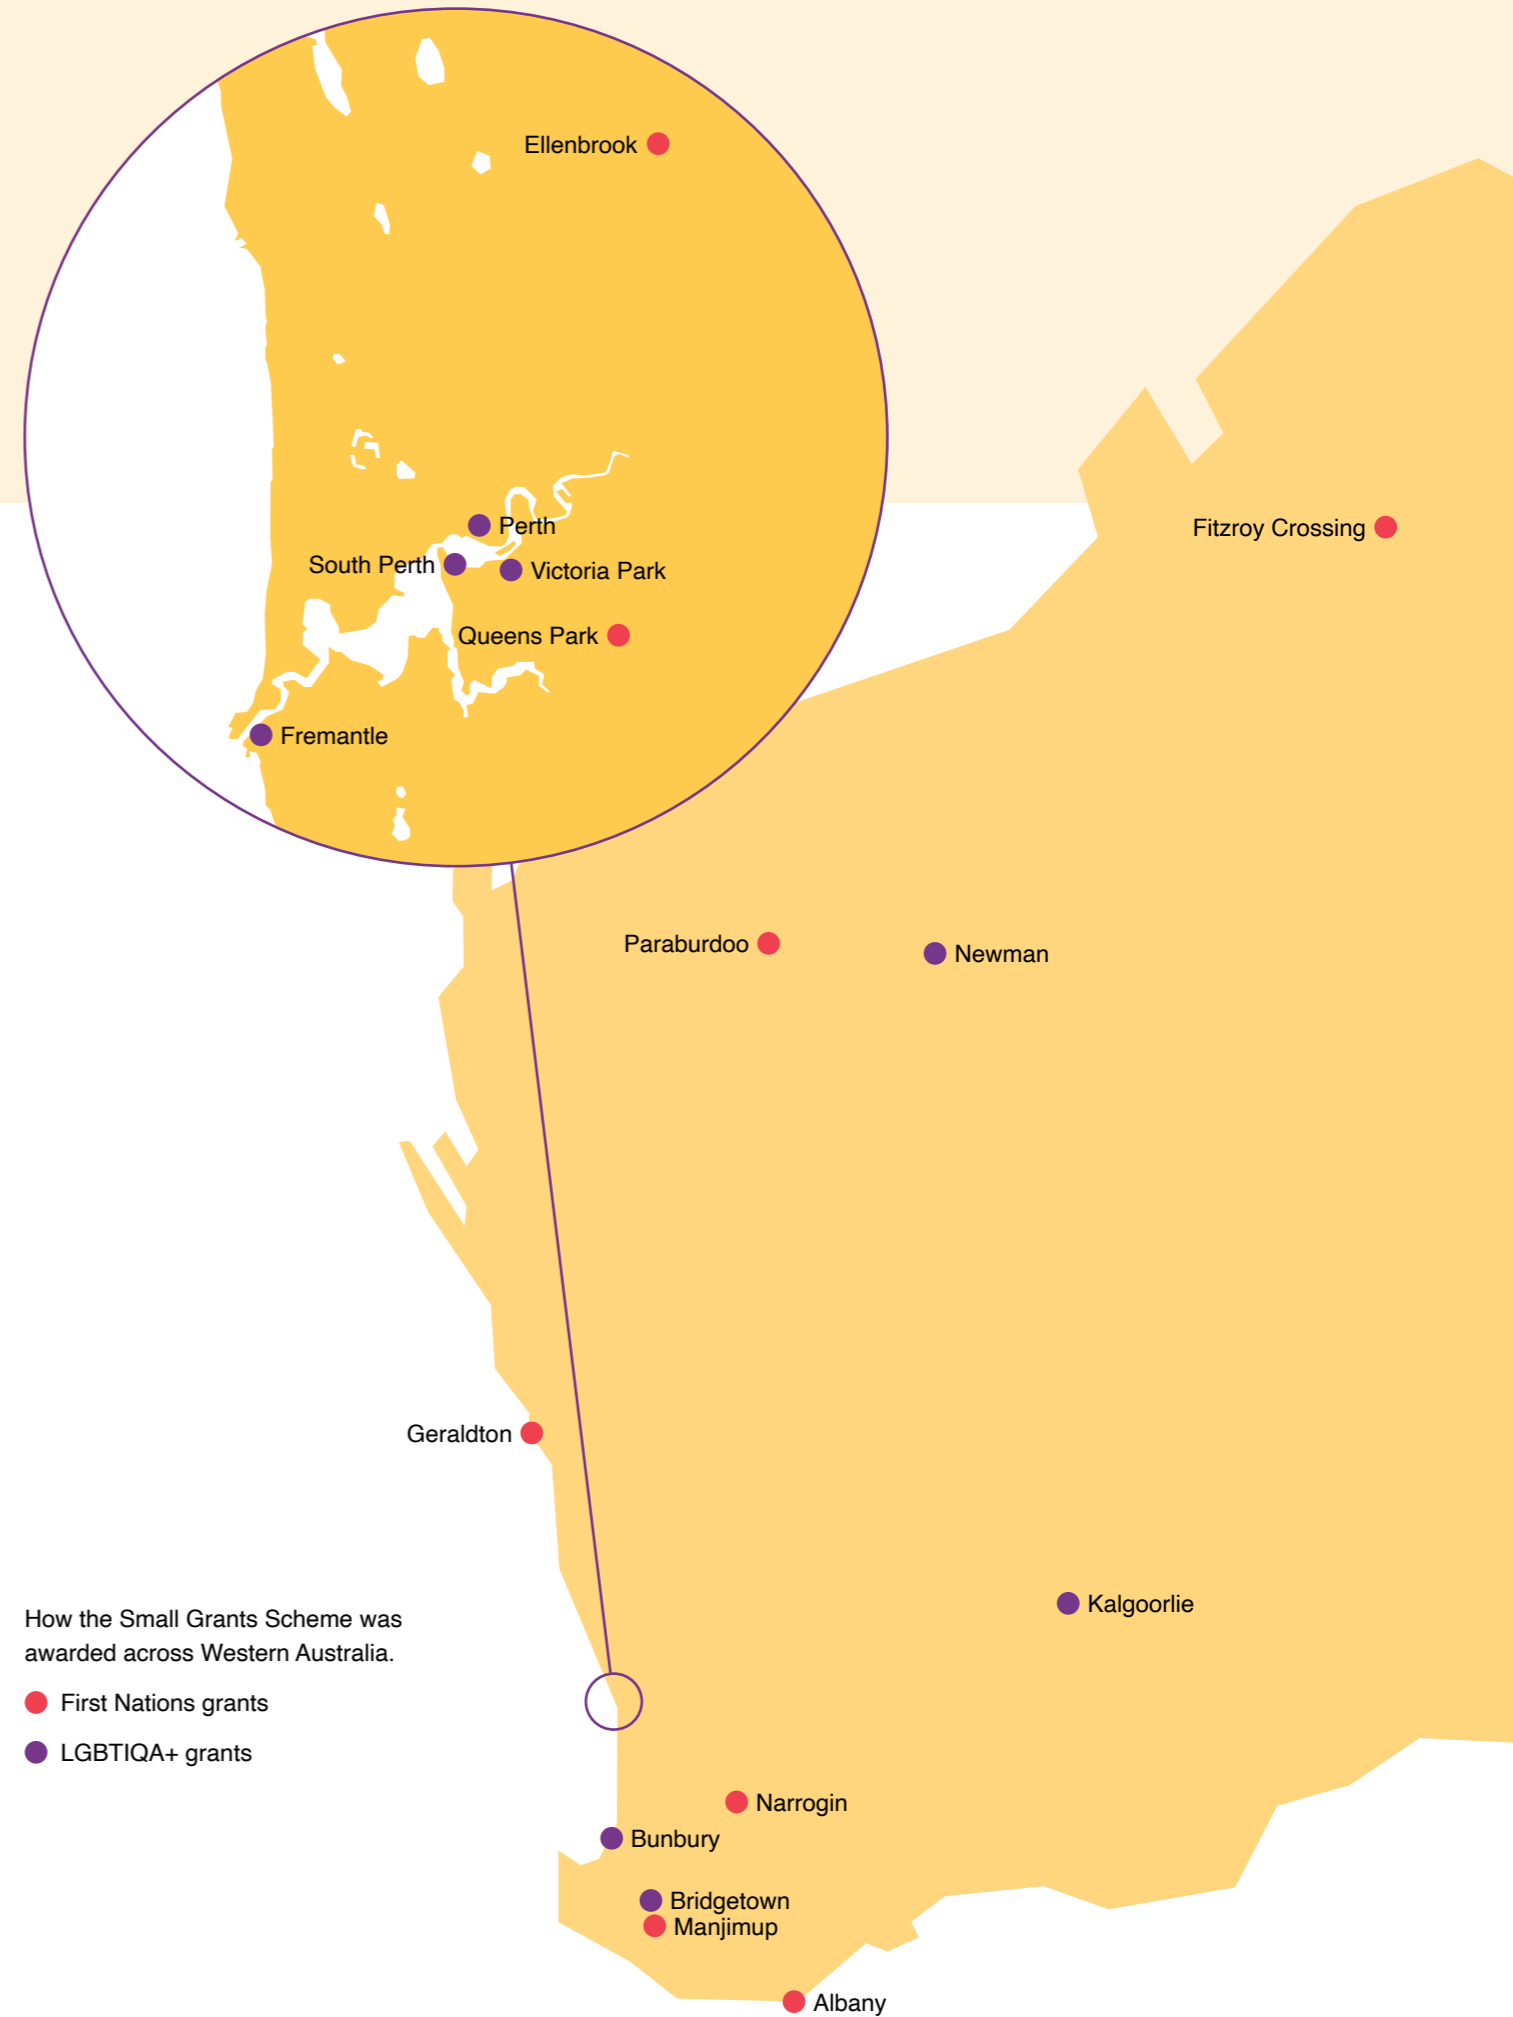 Ellenbrook
Perth
South Perth
Victoria Park
Queens Park
Fremantle
Fitzroy Crossing
Paraburdoo
Newman
Geraldton
Kalgoorlie
How the Small Grants Scheme was
awarded across Western Australia.
First Nations grants
LGBTIQA+ grants
Narrogin
Bunbury
Bridgetown
Manjimup
Albany